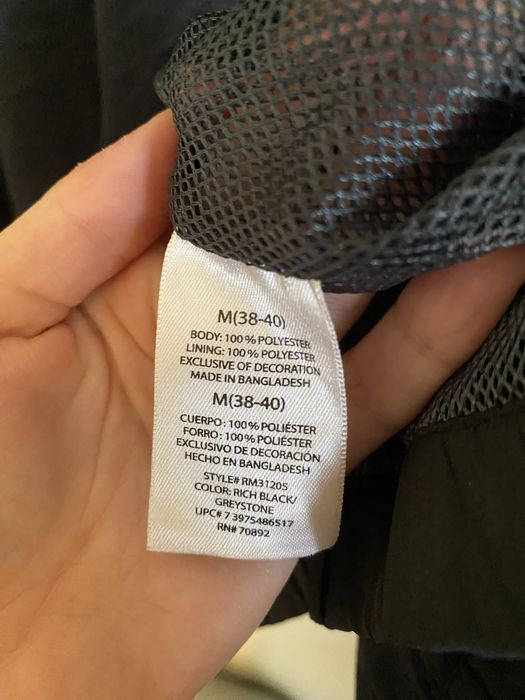 M(38-40)
BODY: 100% POLYESTER
LINING: 100% POLYESTER
EXCLUSIVE OF DECORATION
MADE IN BANGLADESH
M(38-40)
CUERPO: 100% POLIÉSTER
FORRO: 100% POLIÉSTER
EXCLUSIVO DE DECORACIÓN
HECHO EN BANGLADESH
STYLE# RM31205
COLOR: RICH BLACK/
GREYSTONE
UPC# 7 3975486517
RN# 70892